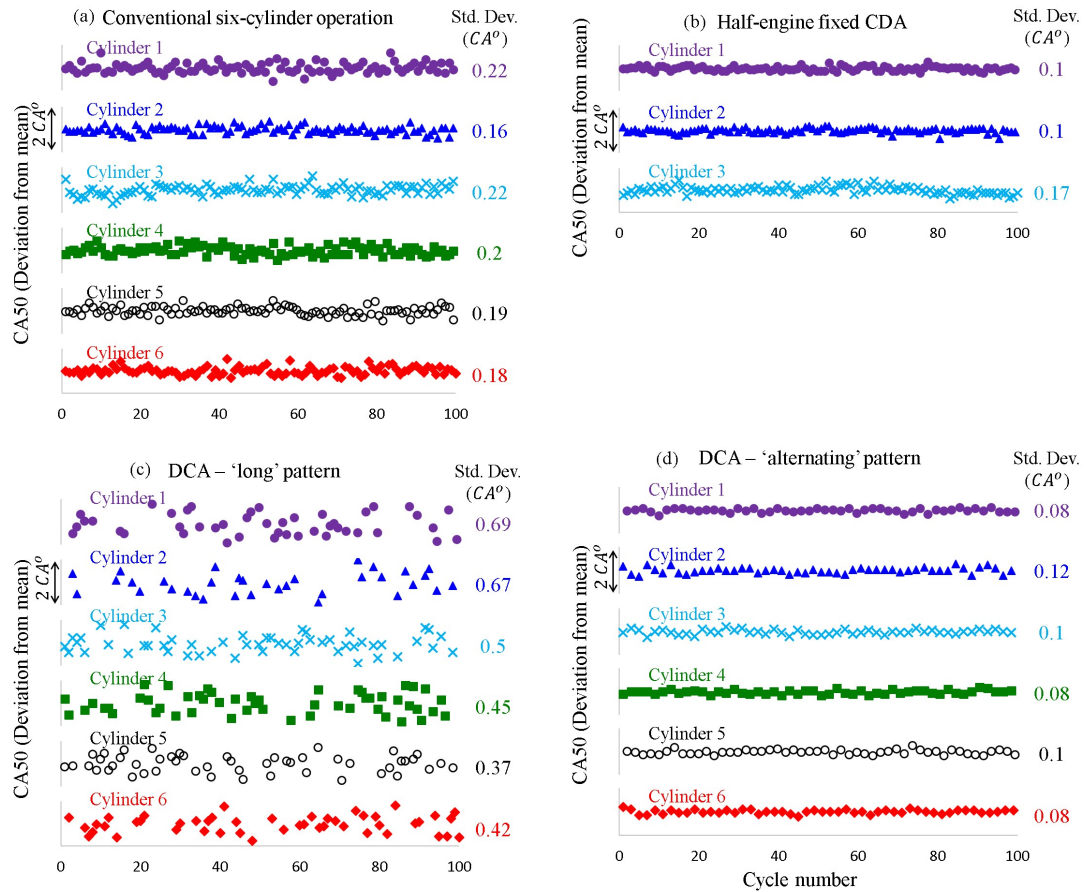 (a) Conventional six-cylinder operation
Std. Dev.
(CA°)
CA50 (Deviation from mean)
2 CA°
Cylinder 1
0.22
Cylinder 2
0.16
Cylinder 3
0.22
Cylinder 4
0.2
Cylinder 5
0.19
Cylinder 6
0.18
0 20 40 60 80 100
(b) Half-engine fixed CDA
Std. Dev.
(CA°)
CA50 (Deviation from mean)
2 CA°
Cylinder 1
0.1
Cylinder 2
0.1
Cylinder 3
0.17
0 20 40 60 80 100
(c) DCA – ‘long’ pattern
Std. Dev.
(CA°)
CA50 (Deviation from mean)
2 CA°
Cylinder 1
0.69
Cylinder 2
0.67
Cylinder 3
0.5
Cylinder 4
0.45
Cylinder 5
0.37
Cylinder 6
0.42
0 20 40 60 80 100
(d) DCA – ‘alternating’ pattern
Std. Dev.
(CA°)
CA50 (Deviation from mean)
2 CA°
Cylinder 1
0.08
Cylinder 2
0.12
Cylinder 3
0.1
Cylinder 4
0.08
Cylinder 5
0.1
Cylinder 6
0.08
0 20 40 60 80 100
Cycle number